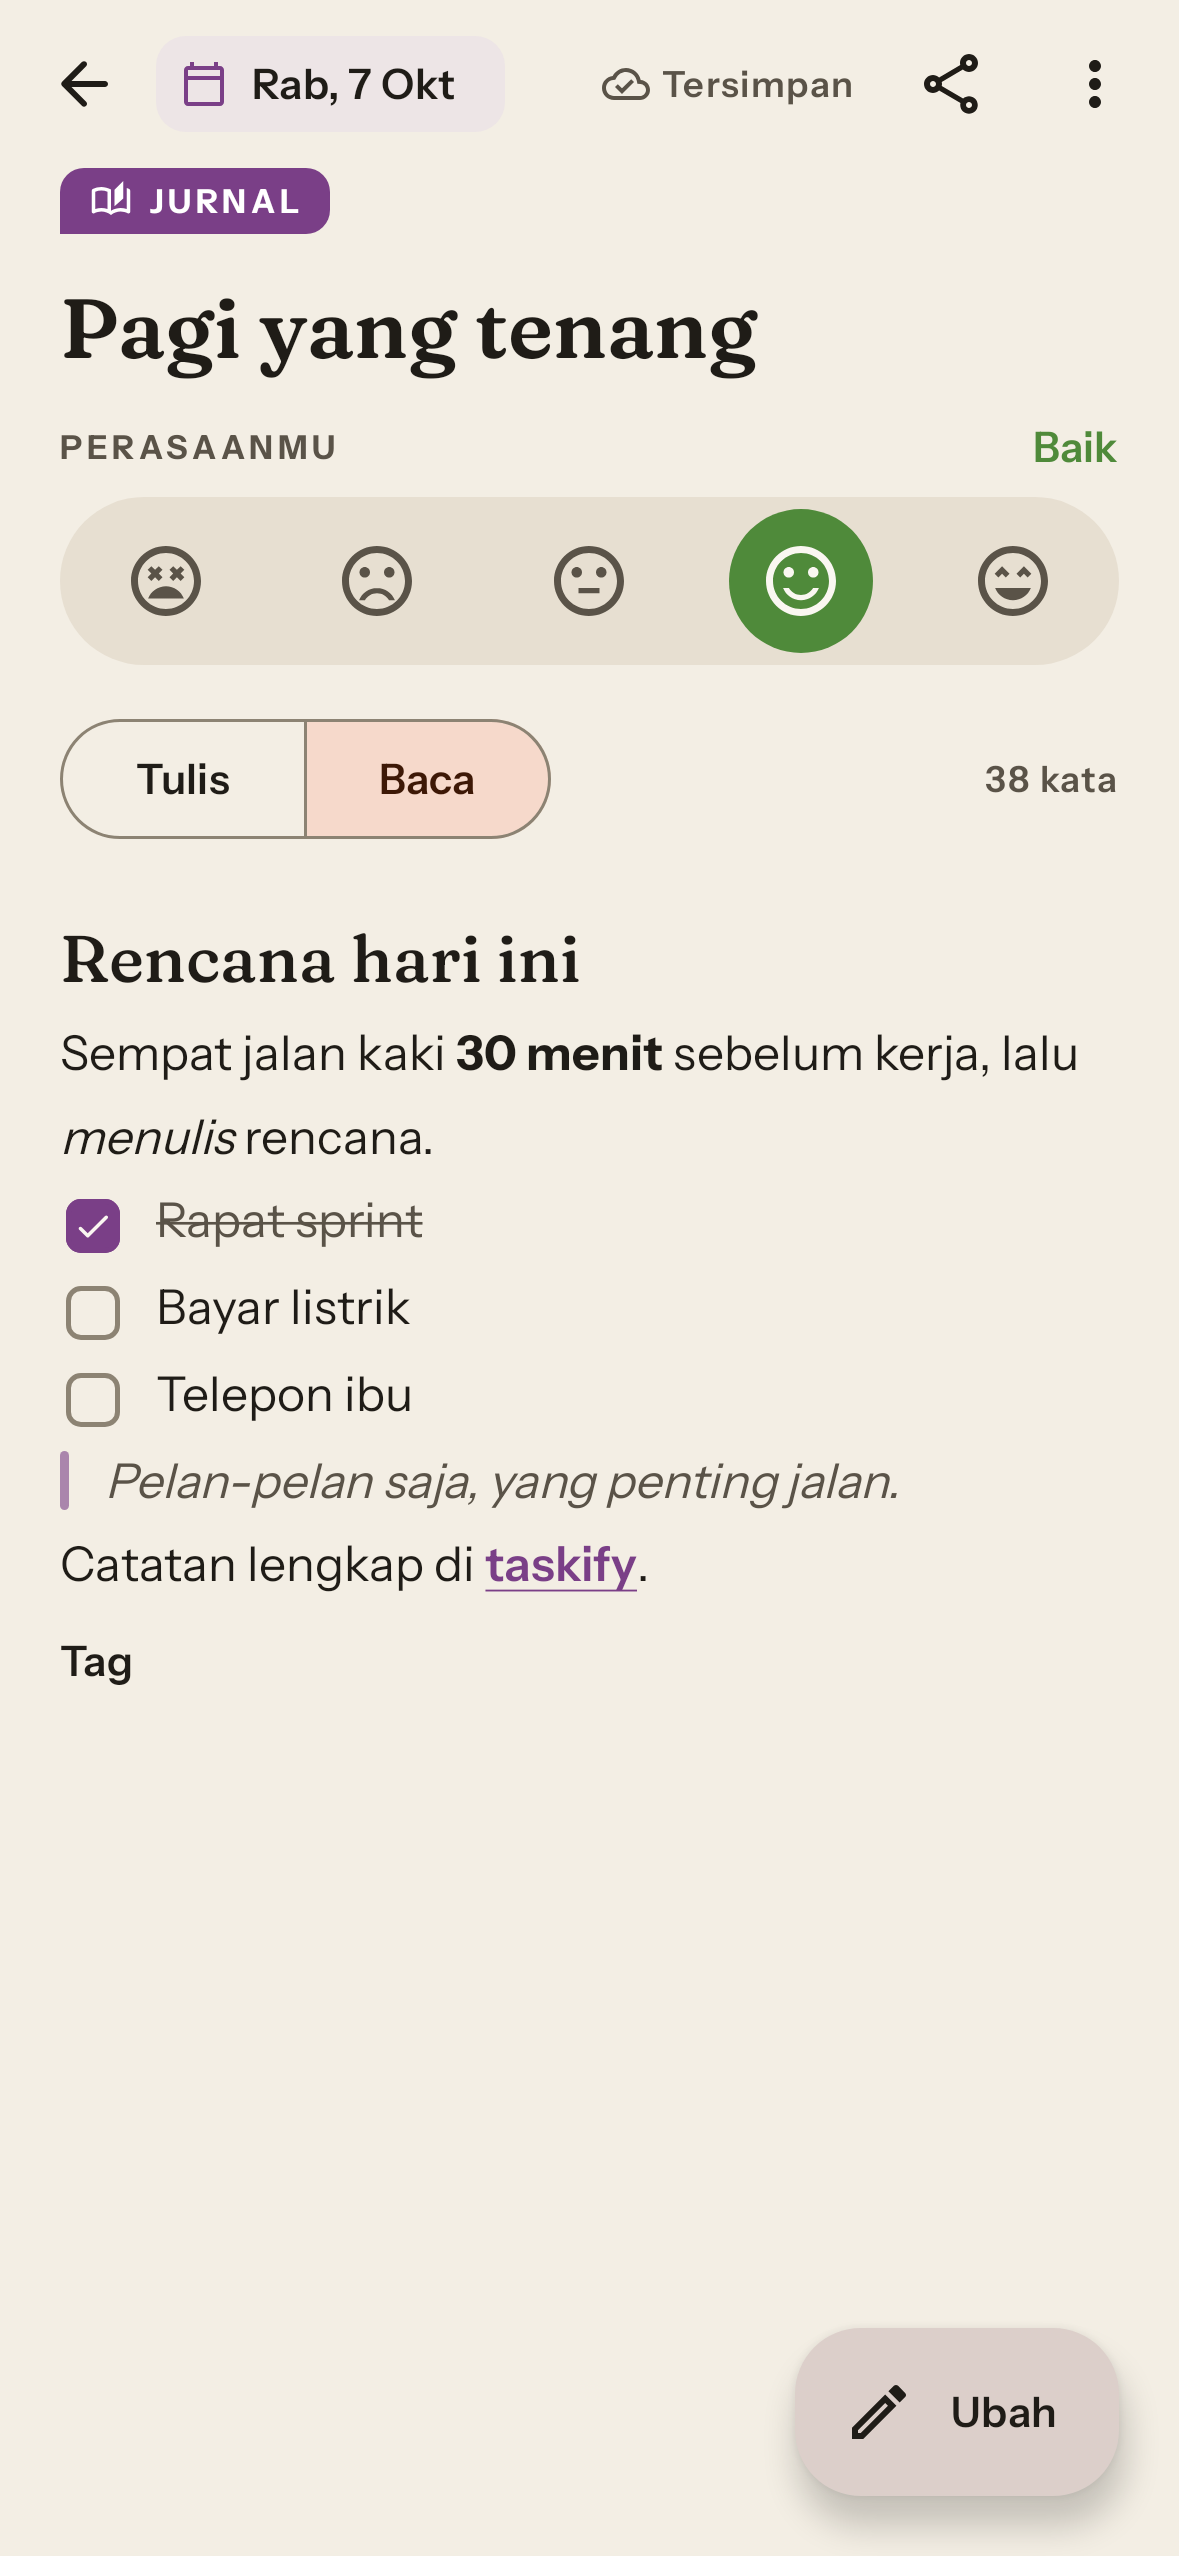 Rab, 7 Okt
Tersimpan
JURNAL
Pagi yang tenang
PERASAANMU
Baik
Tulis
Baca
38 kata
Rencana hari ini
Sempat jalan kaki 30 menit sebelum kerja, lalu
menulis rencana.
Rapat sprint
Bayar listrik
Telepon ibu
Pelan-pelan saja, yang penting jalan.
Catatan lengkap di taskify.
Tag
Ubah